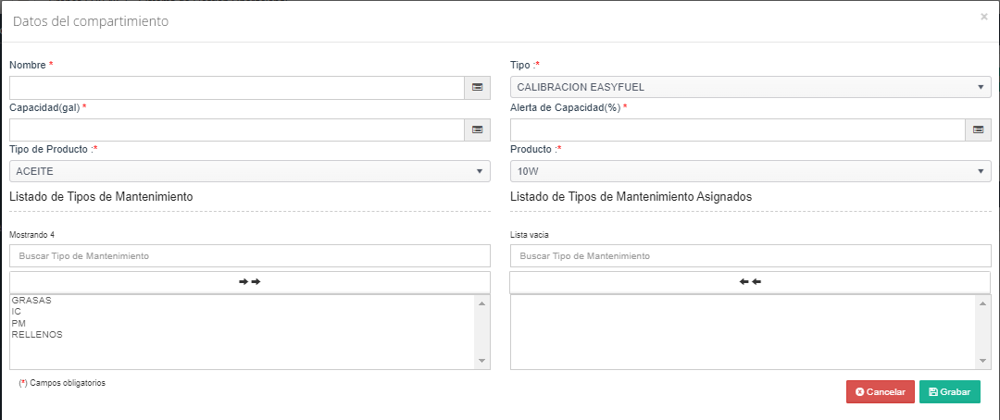 Datos del compartimiento
×
Nombre *
Tipo :*
CALIBRACION EASYFUEL
Capacidad(gal) *
Alerta de Capacidad(%) *
Tipo de Producto :*
Producto :*
ACEITE
10W
Listado de Tipos de Mantenimiento
Listado de Tipos de Mantenimiento Asignados
Mostrando 4
Lista vacia
Buscar Tipo de Mantenimiento
Buscar Tipo de Mantenimiento
GRASAS
IC
PM
RELLENOS
(*) Campos obligatorios
Cancelar
Grabar